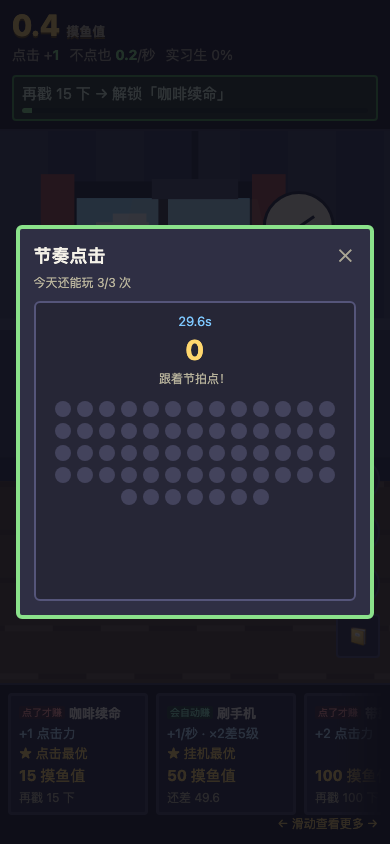 0.4 摸鱼值
点击 +1 不点也 0.2/秒 实习生 0%
再戳 15 下 → 解锁「咖啡续命」
节奏点击
今天还能玩 3/3 次
29.6s
0
跟着节拍点!
点了才赚 咖啡续命
+1 点击力
★ 点击最优
15 摸鱼值
再戳 15 下
会自动赚 刷手机
+1/秒 · ×2差5级
★ 挂机最优
50 摸鱼值
还差 49.6
点了才赚
+2 点击力
100 摸鱼
再戳 100 下
← 滑动查看更多 →